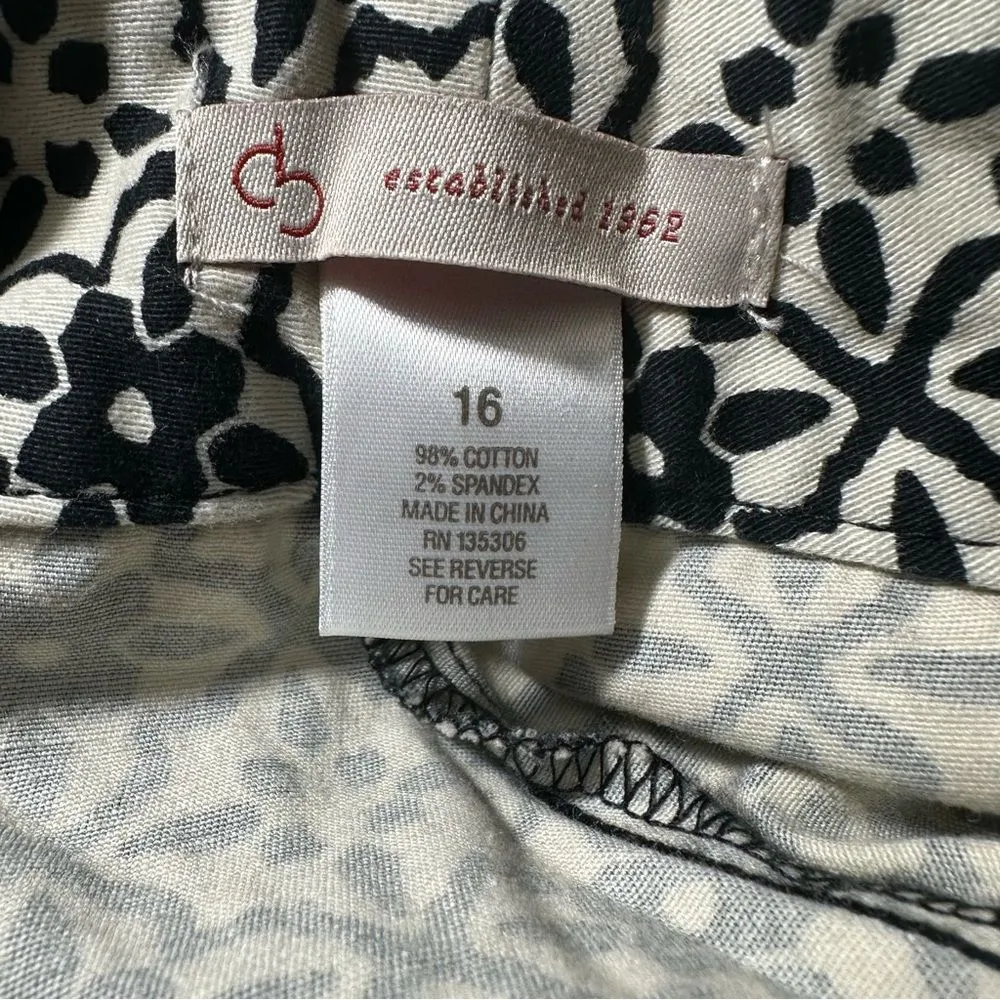 cb established 1962
16
98% COTTON
2% SPANDEX
MADE IN CHINA
RN 135306
SEE REVERSE
FOR CARE